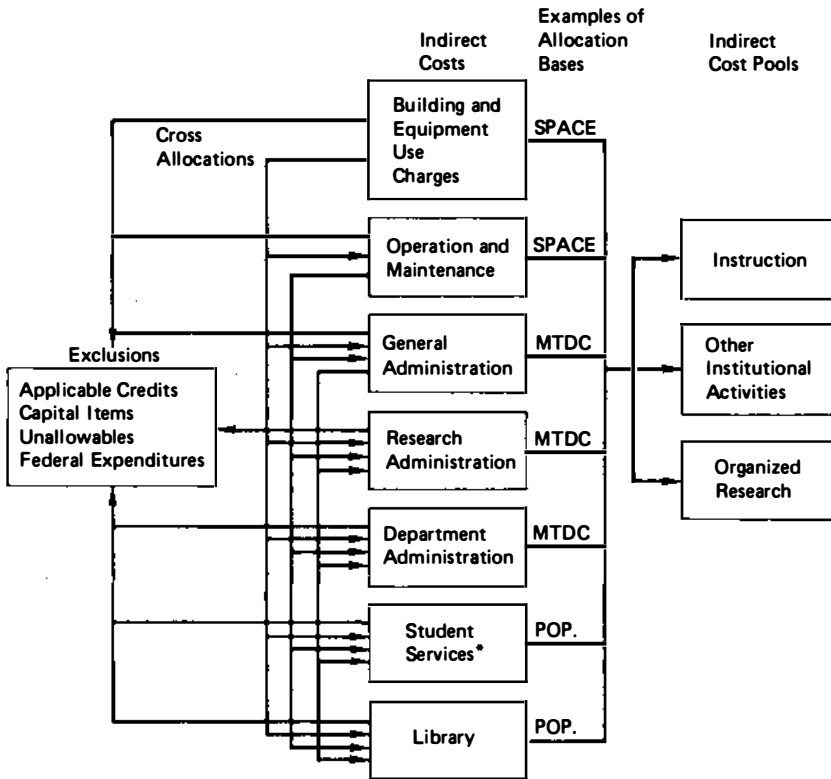 Indirect
Costs
Examples of
Allocation
Bases
Indirect
Cost Pools
Cross
Allocations
Building and
Equipment
Use
Charges
SPACE
Operation and
Maintenance
SPACE
Instruction
General
Administration
MTDC
Other
Institutional
Activities
Exclusions
Applicable Credits
Capital Items
Unallowables
Federal Expenditures
Research
Administration
MTDC
Organized
Research
Department
Administration
MTDC
Student
Services*
POP.
Library
POP.